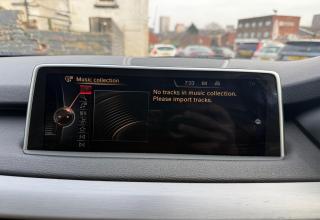 Music collection
7:33
No tracks in music collection.
Please import tracks.